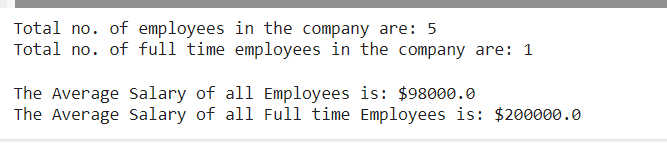 Total no. of employees in the company are: 5
Total no. of full time employees in the company are: 1
The Average Salary of all Employees is: $98000.0
The Average Salary of all Full time Employees is: $200000.0